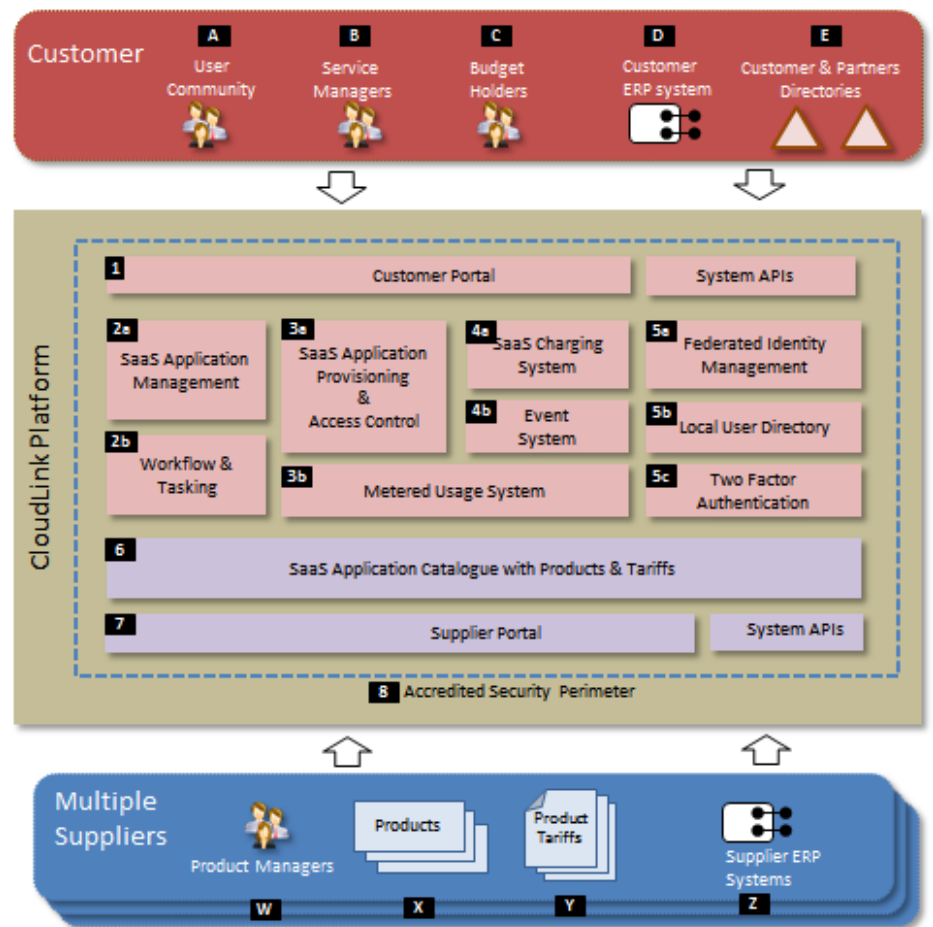 Customer
A
User
Community
B
Service
Managers
C
Budget
Holders
D
Customer
ERP system
E
Customer & Partners
Directories
CloudLink Platform
1
Customer Portal
System APIs
2a
SaaS Application
Management
3a
SaaS Application
Provisioning
&
Access Control
4a
SaaS Charging
System
5a
Federated Identity
Management
4b
Event
System
5b
Local User Directory
2b
Workflow &
Tasking
3b
Metered Usage System
5c
Two Factor
Authentication
6
SaaS Application Catalogue with Products & Tariffs
7
Supplier Portal
System APIs
8 Accredited Security Perimeter
Multiple
Suppliers
Product Managers
W
Products
X
Product
Tariffs
Y
Supplier ERP
Systems
Z